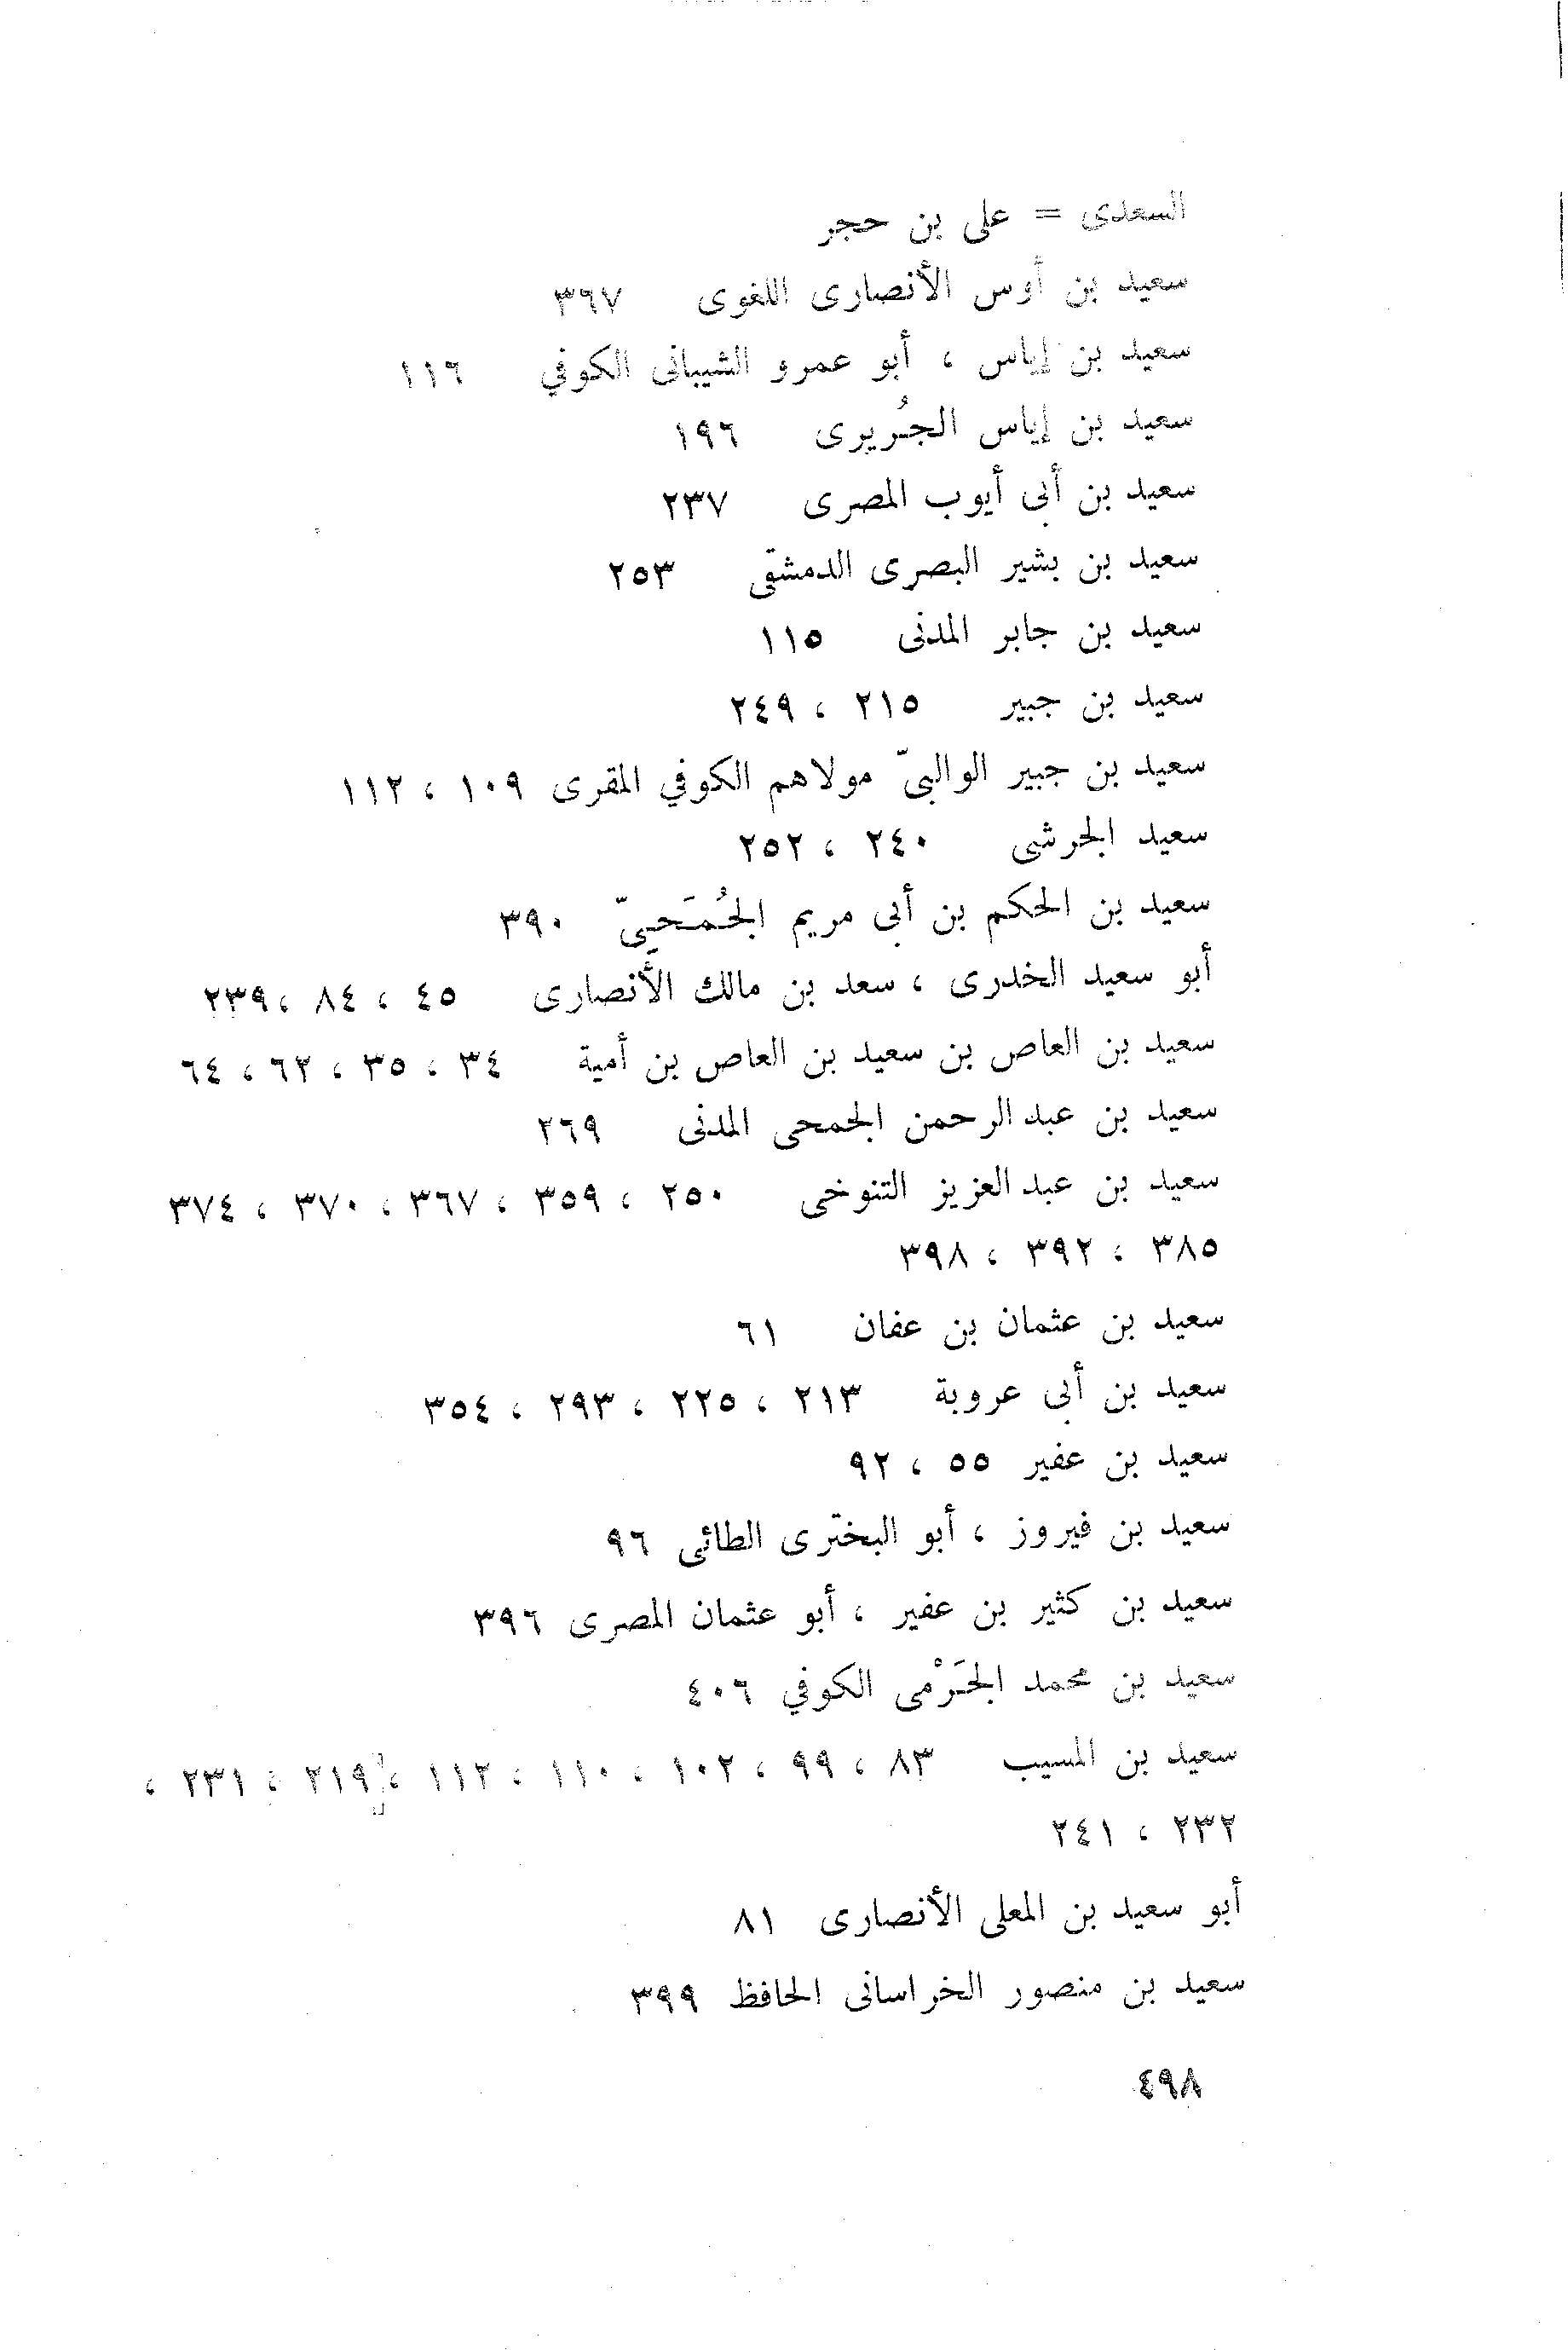 السعدى = على بن حجر
سعيد بن أوس الأنصارى اللغوى ٣٦٧
سعيد بن إياس ، أبو عمرو الشيبانى الكوفي ١١٦
سعيد بن إياس الجُريرى ١٩٦
سعيد بن أبى أيوب المصرى ٢٣٧
سعيد بن بشير البصرى الدمشقى ٢٥٣
سعيد بن جابر المدنى ١١٥
سعيد بن جبير ٢١٥ ، ٢٤٩
سعيد بن جبير الوالبىّ مولاهم الكوفي المقرى ١٠٩ ، ١١٢
سعيد الجرشى ٢٤٠ ، ٢٥٢
سعيد بن الحكم بن أبى مريم الجُمَحيىّ ٣٩٠
أبو سعيد الخدرى ، سعد بن مالك الأنصارى ٤٥ ، ٨٤ ، ٢٣٩
سعيد بن العاص بن سعيد بن العاص بن أمية ٣٤ ، ٣٥ ، ٦٢ ، ٦٤
سعيد بن عبد الرحمن الجمحى المدنى ٢٦٩
سعيد بن عبد العزيز التنوخى ٢٥٠ ، ٣٥٩ ، ٣٦٧ ، ٣٧٠ ، ٣٧٤
٣٨٥ ، ٣٩٢ ، ٣٩٨
سعيد بن عثمان بن عفان ٦١
سعيد بن أبى عروبة ٢١٣ ، ٢٢٥ ، ٢٩٣ ، ٣٥٤
سعيد بن عفير ٥٥ ، ٩٢
سعيد بن فيروز ، أبو البخترى الطائى ٩٦
سعيد بن كثير بن عفير ، أبو عثمان المصرى ٣٩٦
سعيد بن محمد الجَرْمى الكوفي ٤٠٦
سعيد بن المسيب ٨٣ ، ٩٩ ، ١٠٢ ، ١١٠ ، ١١٢ ، ٢١٩ ، ٢٣١ ،
٢٣٢ ، ٢٤١
أبو سعيد بن المعلى الأنصارى ٨١
سعيد بن منصور الخراسانى الحافظ ٣٩٩
٤٩٨